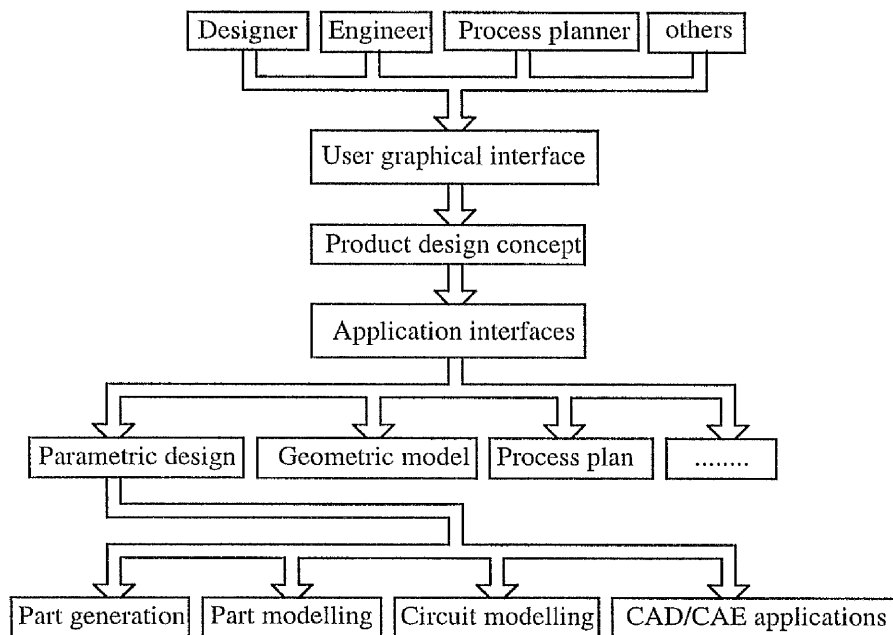 Designer Engineer Process planner others
User graphical interface
Product design concept
Application interfaces
Parametric design Geometric model Process plan ........
Part generation Part modelling Circuit modelling CAD/CAE applications